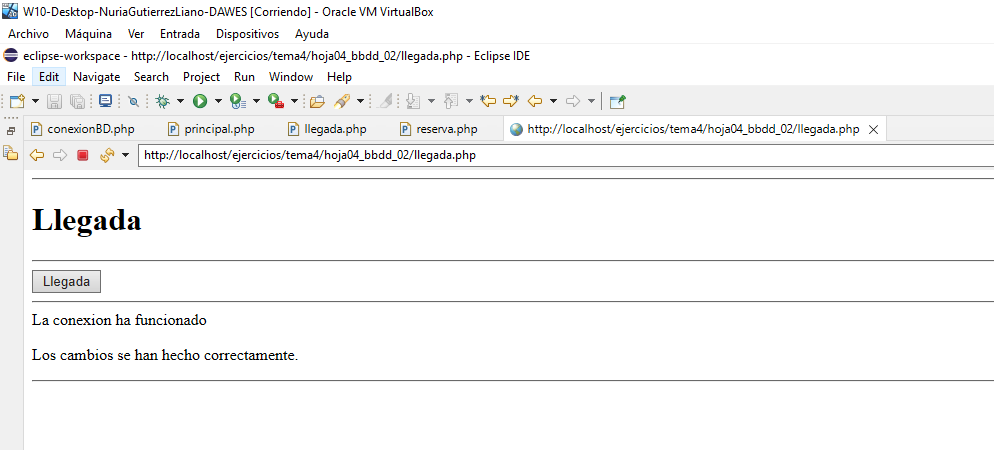 W10-Desktop-NuriaGutierrezLiano-DAWES [Corriendo] - Oracle VM VirtualBox
Archivo Máquina Ver Entrada Dispositivos Ayuda
eclipse-workspace - http://localhost/ejercicios/tema4/hoja04_bbdd_02/llegada.php - Eclipse IDE
File Edit Navigate Search Project Run Window Help
conexionBD.php principal.php llegada.php reserva.php http://localhost/ejercicios/tema4/hoja04_bbdd_02/llegada.php
http://localhost/ejercicios/tema4/hoja04_bbdd_02/llegada.php
Llegada
Llegada
La conexion ha funcionado
Los cambios se han hecho correctamente.